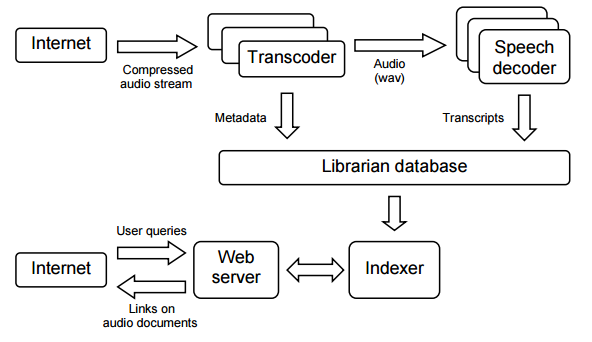 Internet
Compressed
audio stream
Transcoder
Audio
(wav)
Speech
decoder
Metadata
Transcripts
Librarian database
User queries
Internet
Web
server
Indexer
Links on
audio documents